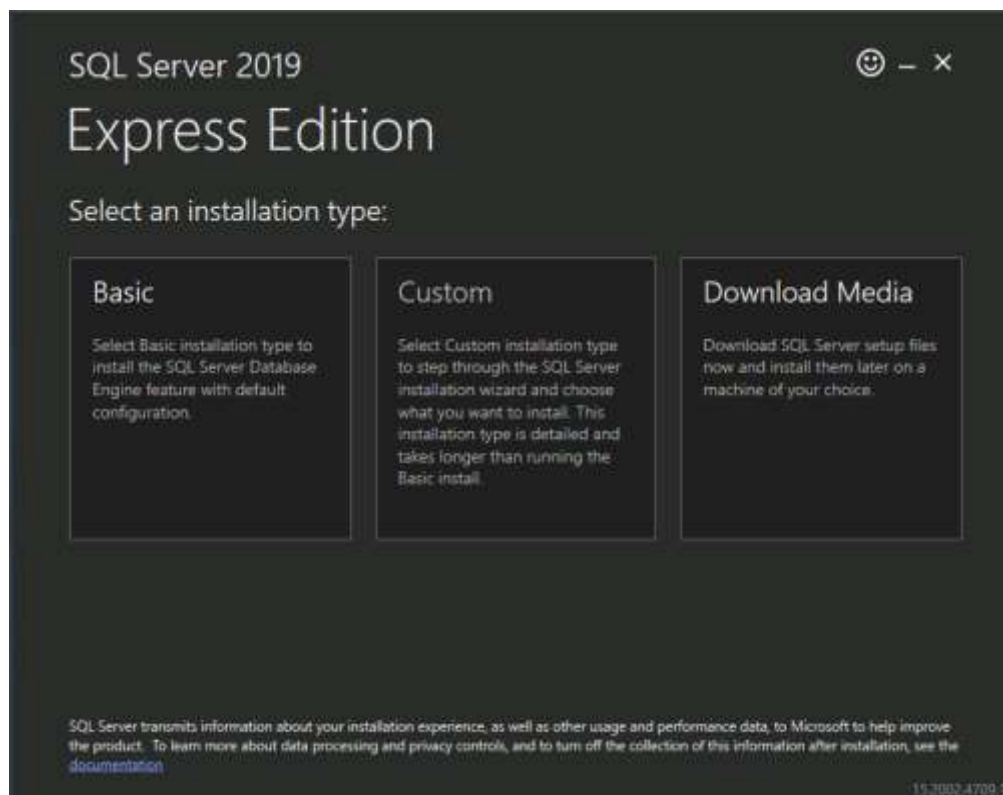 SQL Server 2019
Express Edition
Select an installation type:
Basic
Select Basic installation type to
install the SQL Server Database
Engine feature with default
configuration.
Custom
Select Custom installation type
to step through the SQL Server
installation wizard and choose
what you want to install. This
installation type is detailed and
takes longer than running the
Basic install.
Download Media
Download SQL Server setup files
now and install them later on a
machine of your choice.
SQL Server transmits information about your installation experience, as well as other usage and performance data, to Microsoft to help improve
the product. To learn more about data processing and privacy controls, and to turn off the collection of this information after installation, see the
documentation